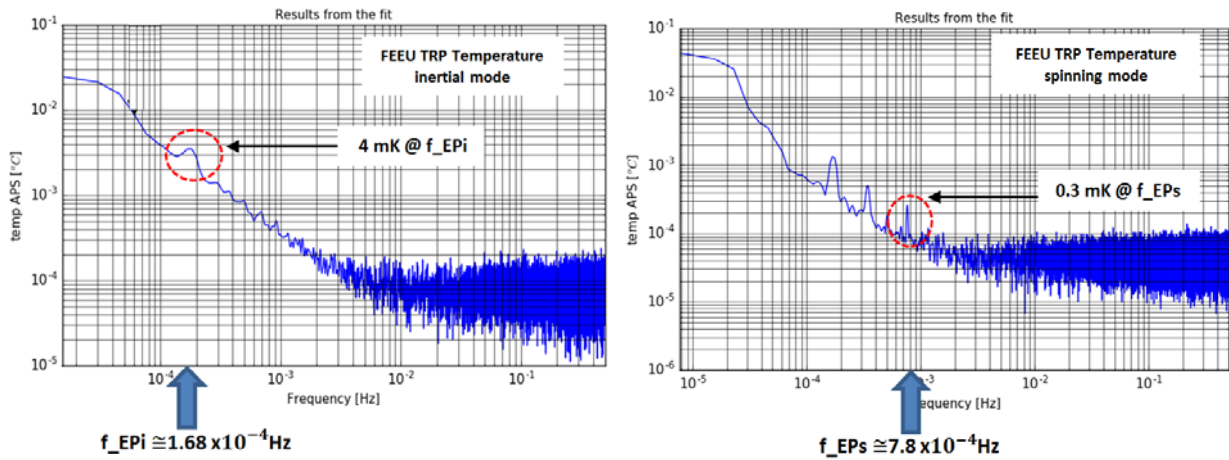 Results from the fit
10^{-1}
10^{-2}
10^{-3}
10^{-4}
10^{-5}
temp APS [°C]
FEEU TRP Temperature
inertial mode
4 mK @ f_EPi
10^{-4}
10^{-3}
10^{-2}
10^{-1}
Frequency [Hz]
f_EPi ≅1.68 x10^{−4}Hz
Results from the fit
10^{-1}
10^{-2}
10^{-3}
10^{-4}
10^{-5}
10^{-6}
temp APS [°C]
FEEU TRP Temperature
spinning mode
0.3 mK @ f_EPs
10^{-5}
10^{-4}
10^{-3}
10^{-2}
10^{-1}
equency [Hz]
f_EPs ≅7.8 x10^{−4}Hz